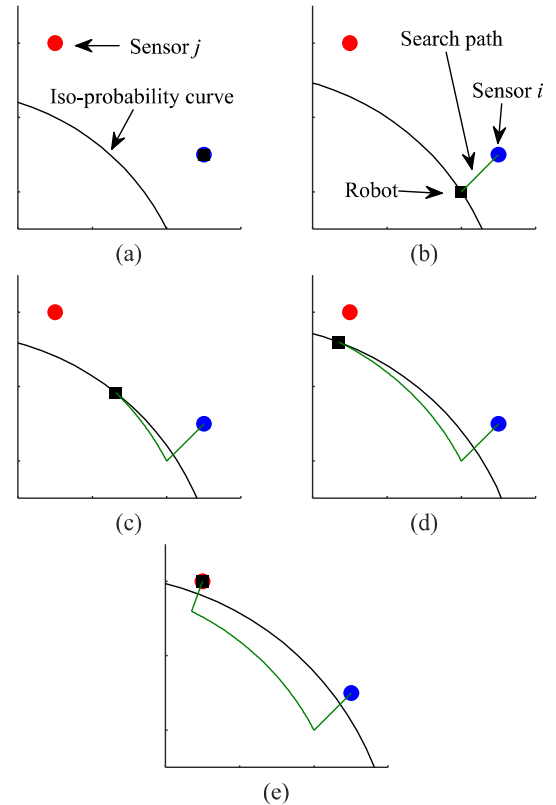 Sensor j
Iso-probability curve
(a)
Search path
Sensor i
Robot
(b)
(c)
(d)
(e)